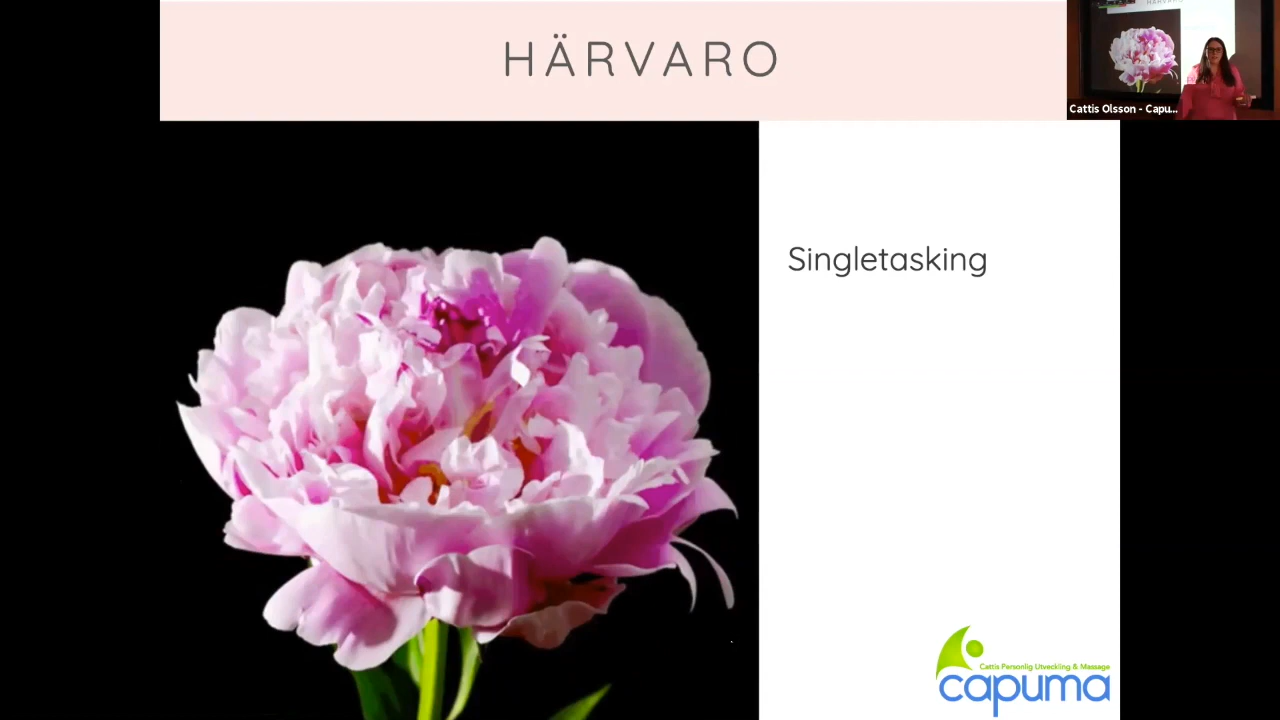 HÄRVARO
Cattis Olsson - Capu...
Singletasking
Cattis Personlig Utveckling & Massage
capuma